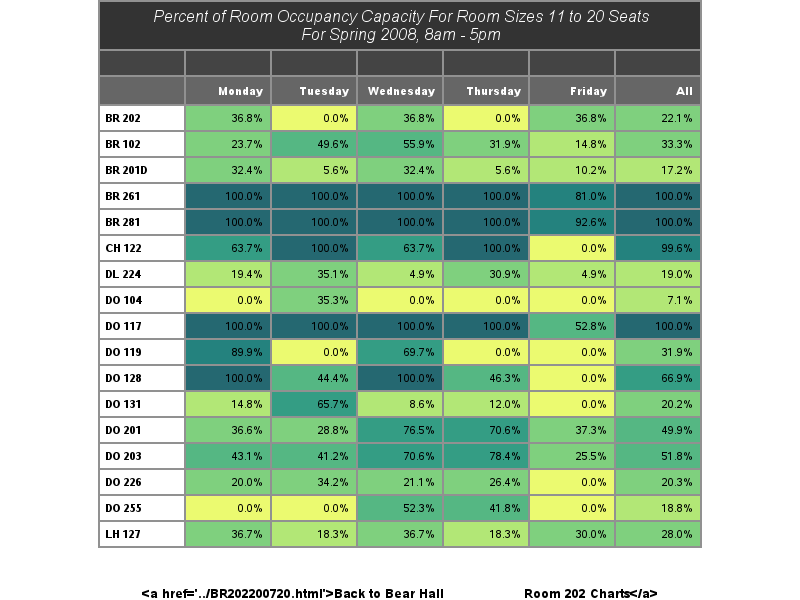 Percent of Room Occupancy Capacity For Room Sizes 11 to 20 Seats
For Spring 2008, 8am - 5pm
Monday Tuesday Wednesday Thursday Friday All
BR 202 36.8% 0.0% 36.8% 0.0% 36.8% 22.1%
BR 102 23.7% 49.6% 55.9% 31.9% 14.8% 33.3%
BR 201D 32.4% 5.6% 32.4% 5.6% 10.2% 17.2%
BR 261 100.0% 100.0% 100.0% 100.0% 81.0% 100.0%
BR 281 100.0% 100.0% 100.0% 100.0% 92.6% 100.0%
CH 122 63.7% 100.0% 63.7% 100.0% 0.0% 99.6%
DL 224 19.4% 35.1% 4.9% 30.9% 4.9% 19.0%
DO 104 0.0% 35.3% 0.0% 0.0% 0.0% 7.1%
DO 117 100.0% 100.0% 100.0% 100.0% 52.8% 100.0%
DO 119 89.9% 0.0% 69.7% 0.0% 0.0% 31.9%
DO 128 100.0% 44.4% 100.0% 46.3% 0.0% 66.9%
DO 131 14.8% 65.7% 8.6% 12.0% 0.0% 20.2%
DO 201 36.6% 28.8% 76.5% 70.6% 37.3% 49.9%
DO 203 43.1% 41.2% 70.6% 78.4% 25.5% 51.8%
DO 226 20.0% 34.2% 21.1% 26.4% 0.0% 20.3%
DO 255 0.0% 0.0% 52.3% 41.8% 0.0% 18.8%
LH 127 36.7% 18.3% 36.7% 18.3% 30.0% 28.0%
<a href='../BR202200720.html'>Back to Bear Hall Room 202 Charts</a>